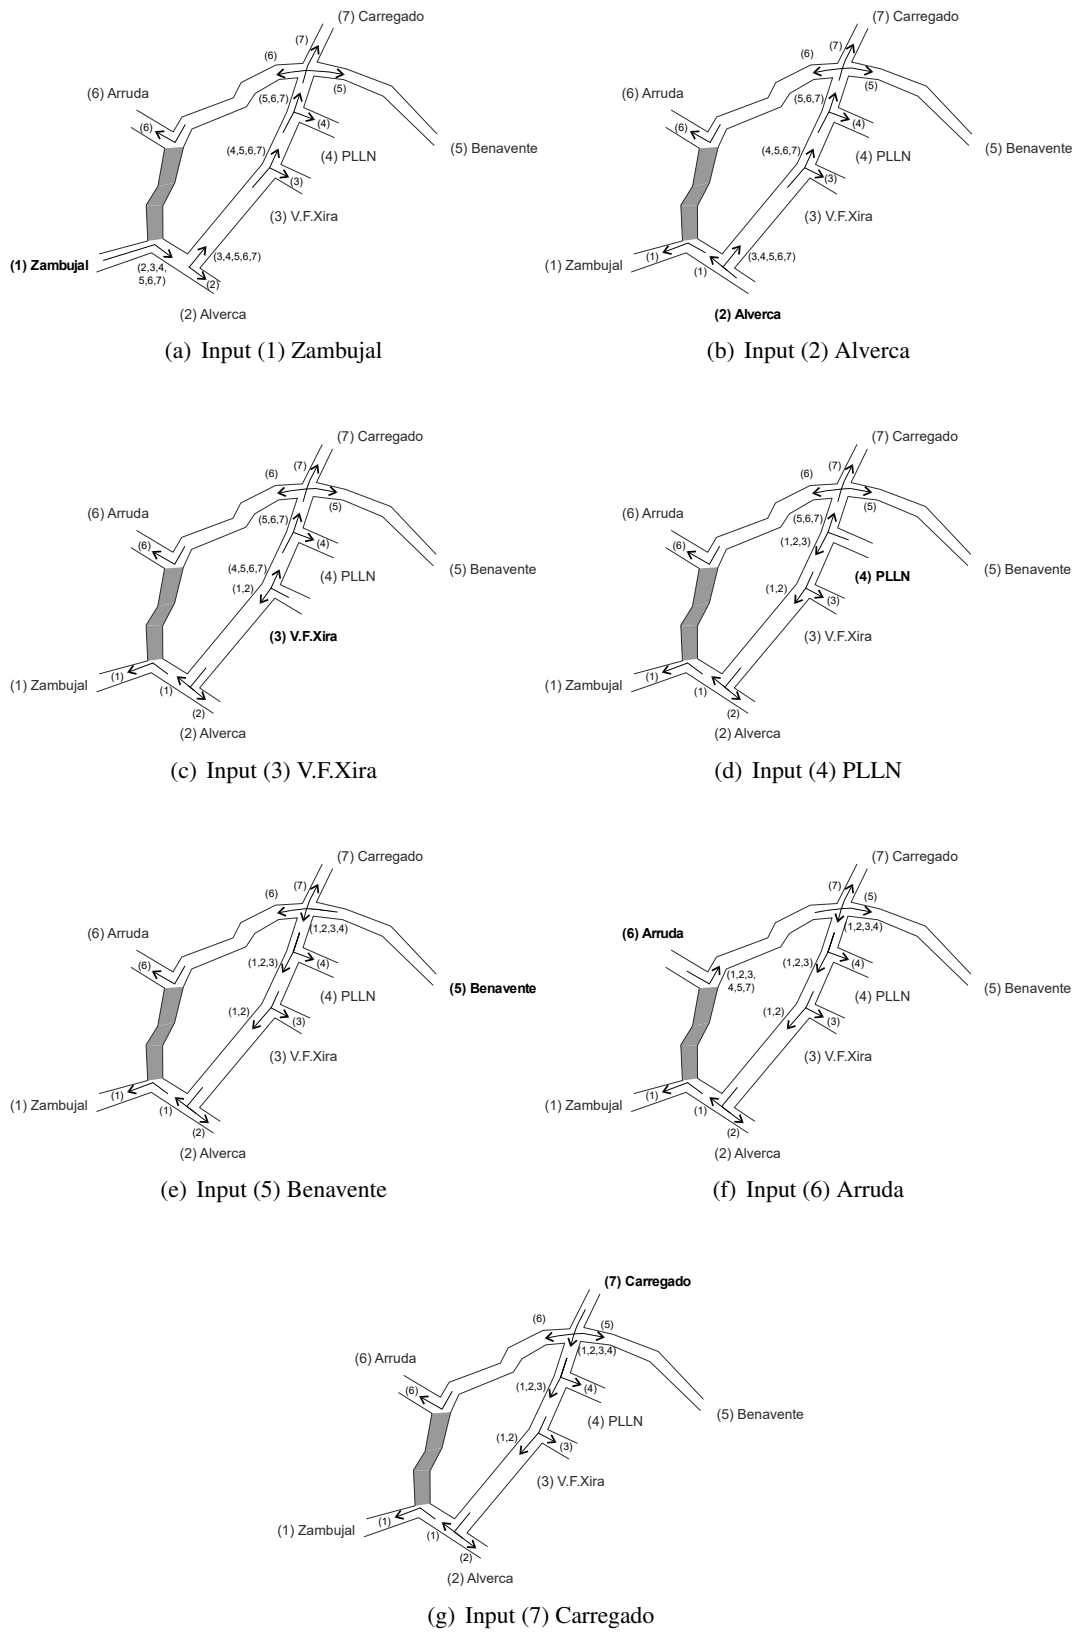 (7) Carregado
(7)
(6)
(5)
(6) Arruda
(5,6,7)
(4)
(6)
(4,5,6,7)
(4) PLLN
(5) Benavente
(3)
(3) V.F.Xira
(1) Zambujal
(3,4,5,6,7)
(2,3,4,
5,6,7)
(2)
(2) Alverca
(a) Input (1) Zambujal
(7) Carregado
(7)
(6)
(5)
(6) Arruda
(5,6,7)
(4)
(6)
(4,5,6,7)
(4) PLLN
(5) Benavente
(3)
(3) V.F.Xira
(1) Zambujal
(1)
(3,4,5,6,7)
(1)
(2) Alverca
(b) Input (2) Alverca
(7) Carregado
(7)
(6)
(5)
(6) Arruda
(5,6,7)
(4)
(6)
(4,5,6,7)
(4) PLLN
(5) Benavente
(1,2)
(3) V.F.Xira
(1) Zambujal
(1)
(1)
(2)
(2) Alverca
(c) Input (3) V.F.Xira
(7) Carregado
(7)
(6)
(5)
(6) Arruda
(5,6,7)
(6)
(1,2,3)
(4) PLLN
(5) Benavente
(1,2)
(3)
(3) V.F.Xira
(1) Zambujal
(1)
(1)
(2)
(2) Alverca
(d) Input (4) PLLN
(7) Carregado
(7)
(6)
(1,2,3,4)
(6) Arruda
(1,2,3)
(4)
(6)
(4) PLLN
(5) Benavente
(1,2)
(3)
(3) V.F.Xira
(1) Zambujal
(1)
(1)
(2)
(2) Alverca
(e) Input (5) Benavente
(7) Carregado
(7)
(5)
(1,2,3,4)
(6) Arruda
(1,2,3)
(4)
(1,2,3,
4,5,7)
(4) PLLN
(5) Benavente
(1,2)
(3)
(3) V.F.Xira
(1) Zambujal
(1)
(1)
(2)
(2) Alverca
(f) Input (6) Arruda
(7) Carregado
(6)
(5)
(1,2,3,4)
(6) Arruda
(1,2,3)
(4)
(6)
(4) PLLN
(5) Benavente
(1,2)
(3)
(3) V.F.Xira
(1) Zambujal
(1)
(1)
(2)
(2) Alverca
(g) Input (7) Carregado